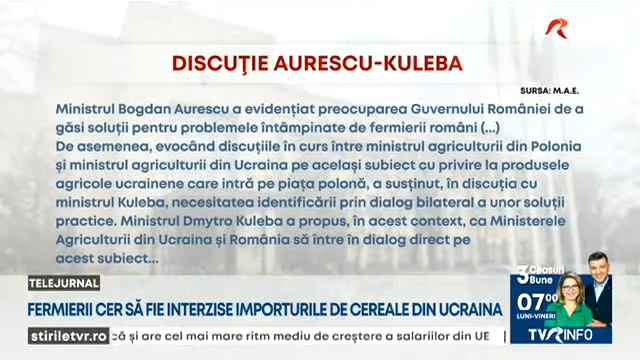 DISCUŢIE AURESCU-KULEBA
SURSA: M.A.E.
Ministrul Bogdan Aurescu a evidențiat preocuparea Guvernului României de a
găsi soluții pentru problemele întâmpinate de fermierii români (...)
De asemenea, evocând discuțiile în curs între ministrul agriculturii din Polonia
și ministrul agriculturii din Ucraina pe același subiect cu privire la produsele
agricole ucrainene care intră pe piața polonă, a susținut, în discuția cu
ministrul Kuleba, necesitatea identificării prin dialog bilateral a unor soluții
practice. Ministrul Dmytro Kuleba a propus, în acest context, ca Ministerele
Agriculturii din Ucraina și România să intre în dialog direct pe
acest subiect...
TELEJURNAL
FERMIERII CER SĂ FIE INTERZISE IMPORTURILE DE CEREALE DIN UCRAINA
stiriletvr.ro
că și are cel mai mare ritm mediu de creștere a salariilor din UE
3 Ceasuri
Bune
07:00
LUNI-VINERI
TVR INFO